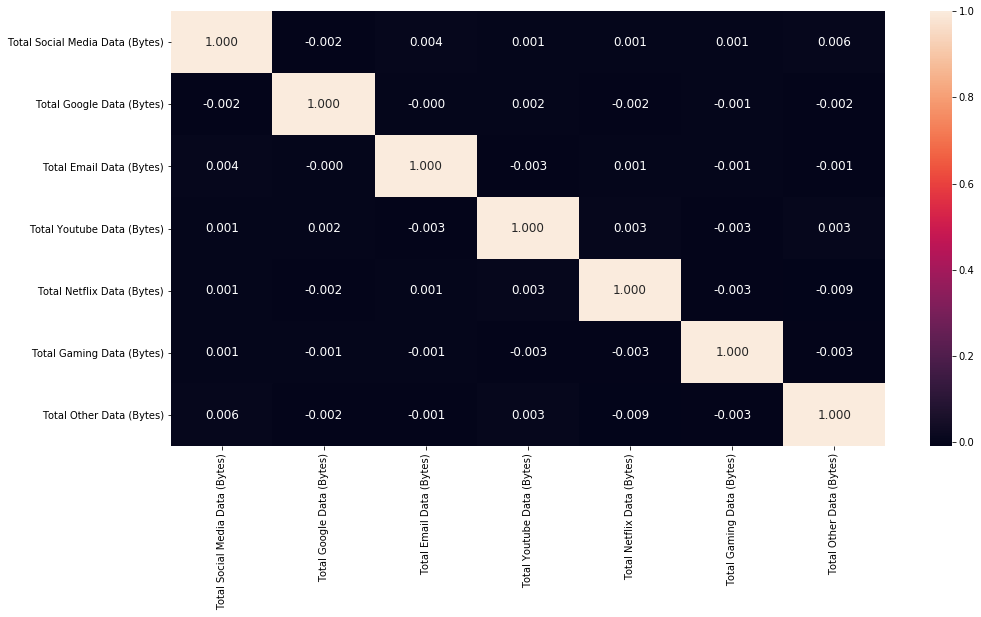 Total Social Media Data (Bytes) 1.000 -0.002 0.004 0.001 0.001 0.001 0.006
Total Google Data (Bytes) -0.002 1.000 -0.000 0.002 -0.002 -0.001 -0.002
Total Email Data (Bytes) 0.004 -0.000 1.000 -0.003 0.001 -0.001 -0.001
Total Youtube Data (Bytes) 0.001 0.002 -0.003 1.000 0.003 -0.003 0.003
Total Netflix Data (Bytes) 0.001 -0.002 0.001 0.003 1.000 -0.003 -0.009
Total Gaming Data (Bytes) 0.001 -0.001 -0.001 -0.003 -0.003 1.000 -0.003
Total Other Data (Bytes) 0.006 -0.002 -0.001 0.003 -0.009 -0.003 1.000
Total Social Media Data (Bytes)
Total Google Data (Bytes)
Total Email Data (Bytes)
Total Youtube Data (Bytes)
Total Netflix Data (Bytes)
Total Gaming Data (Bytes)
Total Other Data (Bytes)
1.0
0.8
0.6
0.4
0.2
0.0